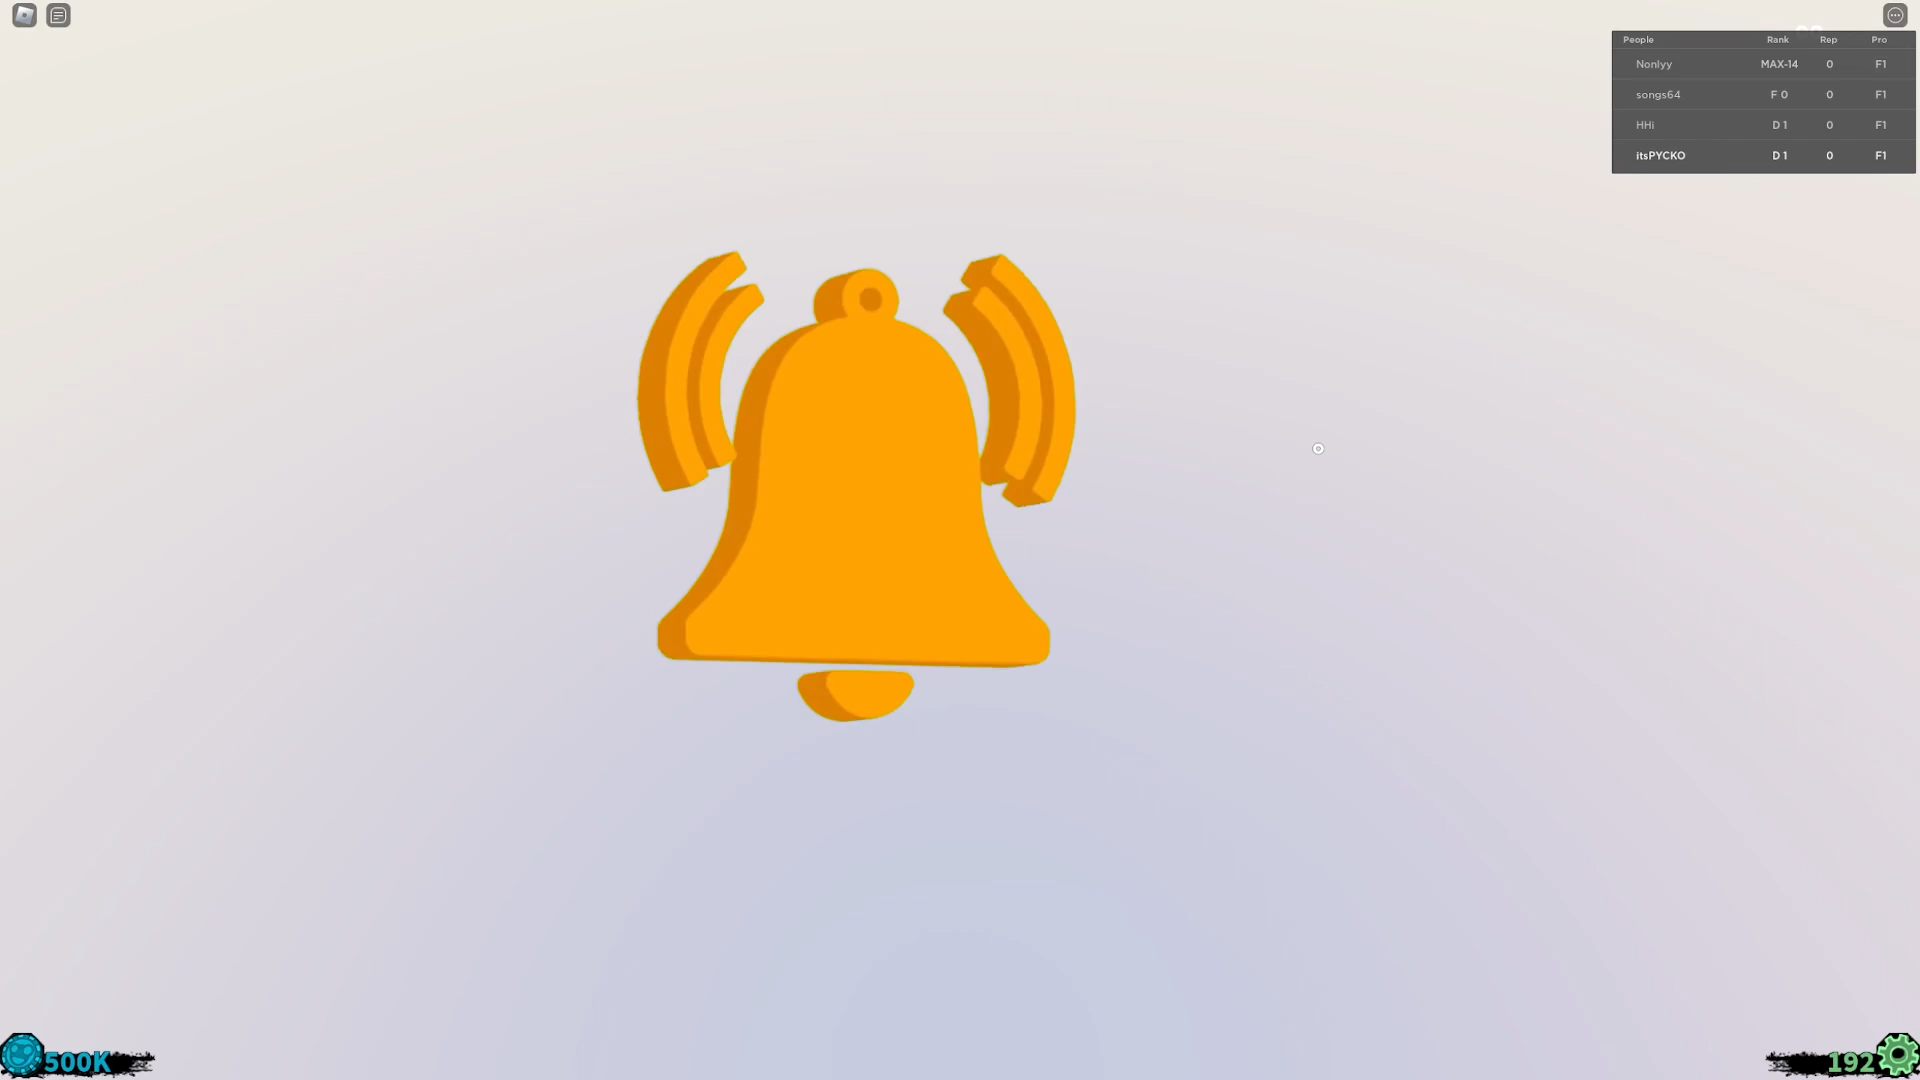 People Rank Rep Pro
Nonlyy MAX-14 0 F1
songs64 F 0 0 F1
HHi D 1 0 F1
itsPYCKO D 1 0 F1
500K
192